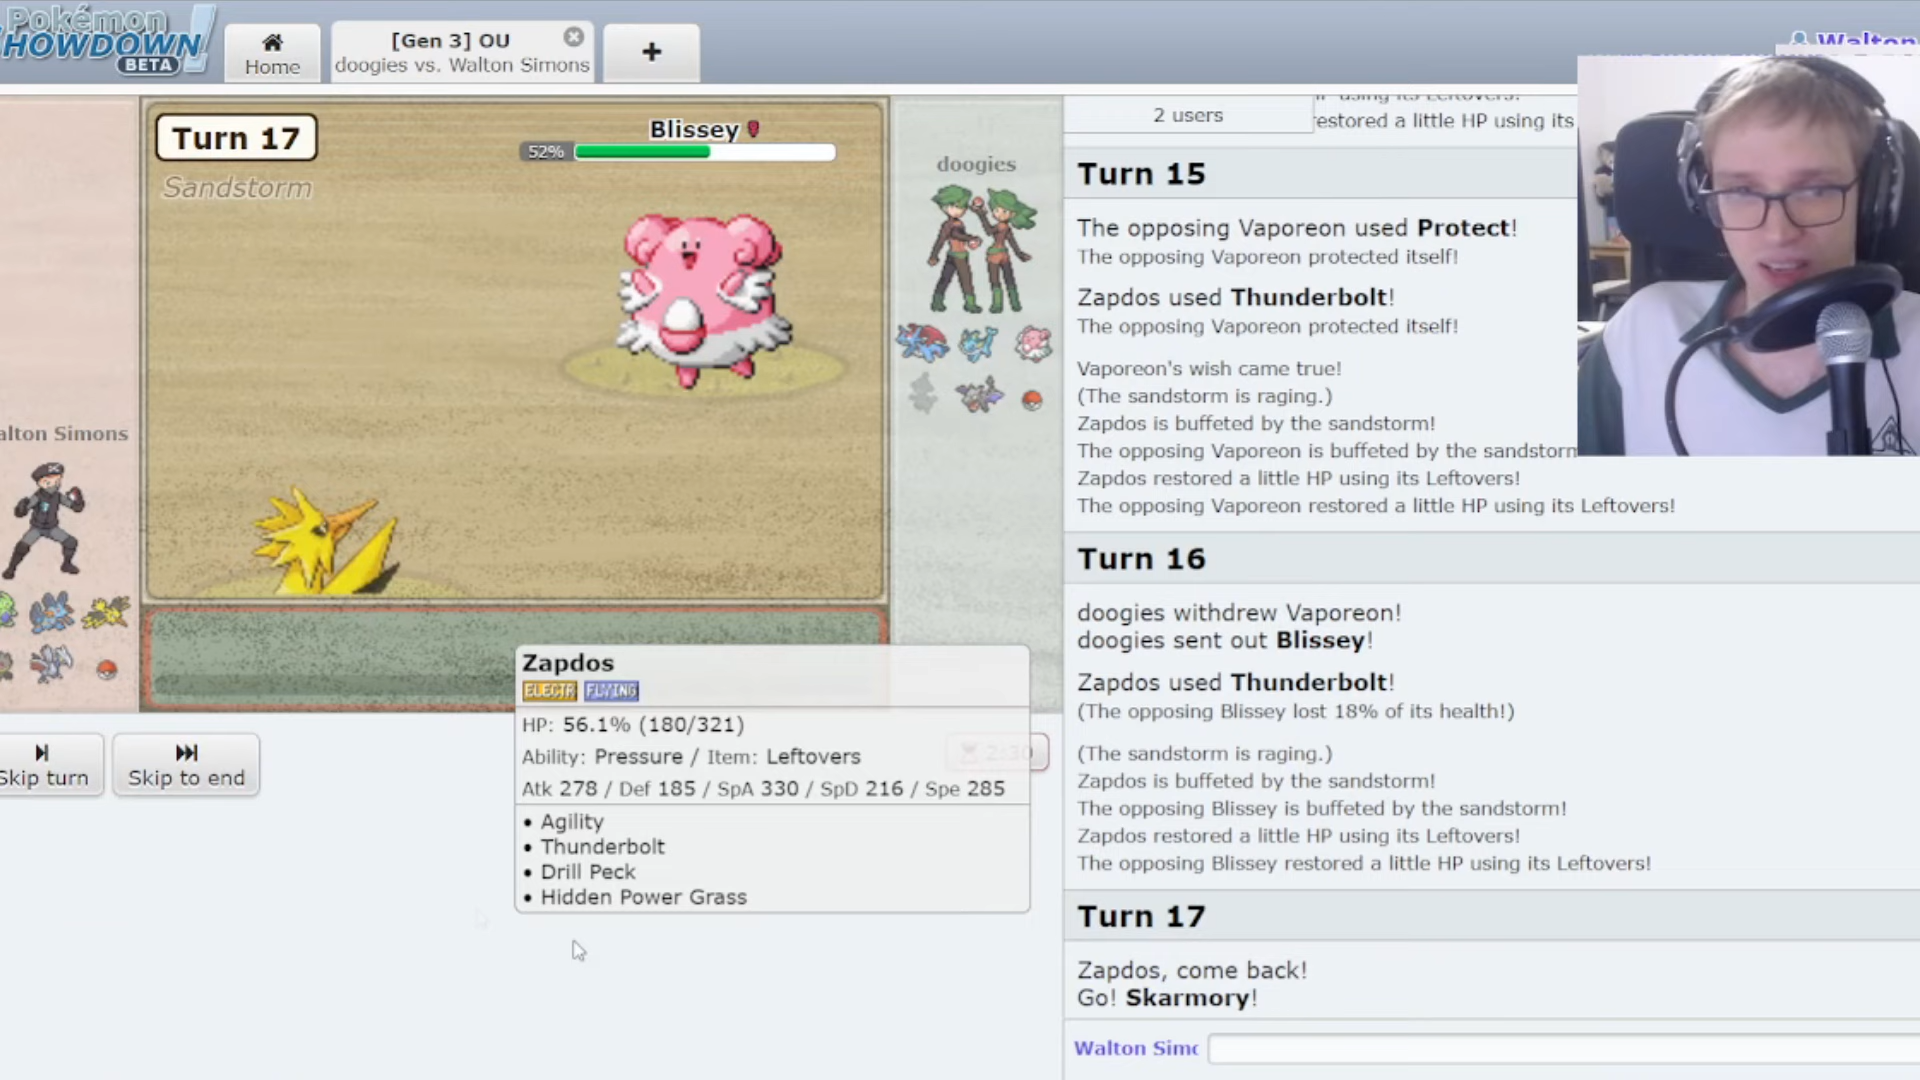 Pokémon
SHOWDOWN!
BETA
Home
[Gen 3] OU
doogies vs. Walton Simons
+
Walton
Turn 17
Sandstorm
Blissey
52%
doogies
alton Simons
Zapdos
ELECTR FLYING
HP: 56.1% (180/321)
Ability: Pressure / Item: Leftovers
Atk 278 / Def 185 / SpA 330 / SpD 216 / Spe 285
• Agility
• Thunderbolt
• Drill Peck
• Hidden Power Grass
2:30
Skip turn
Skip to end
2 users
restored a little HP using its
Turn 15
The opposing Vaporeon used Protect!
The opposing Vaporeon protected itself!
Zapdos used Thunderbolt!
The opposing Vaporeon protected itself!
Vaporeon's wish came true!
(The sandstorm is raging.)
Zapdos is buffeted by the sandstorm!
The opposing Vaporeon is buffeted by the sandstorm
Zapdos restored a little HP using its Leftovers!
The opposing Vaporeon restored a little HP using its Leftovers!
Turn 16
doogies withdrew Vaporeon!
doogies sent out Blissey!
Zapdos used Thunderbolt!
(The opposing Blissey lost 18% of its health!)
(The sandstorm is raging.)
Zapdos is buffeted by the sandstorm!
The opposing Blissey is buffeted by the sandstorm!
Zapdos restored a little HP using its Leftovers!
The opposing Blissey restored a little HP using its Leftovers!
Turn 17
Zapdos, come back!
Go! Skarmory!
Walton Simo